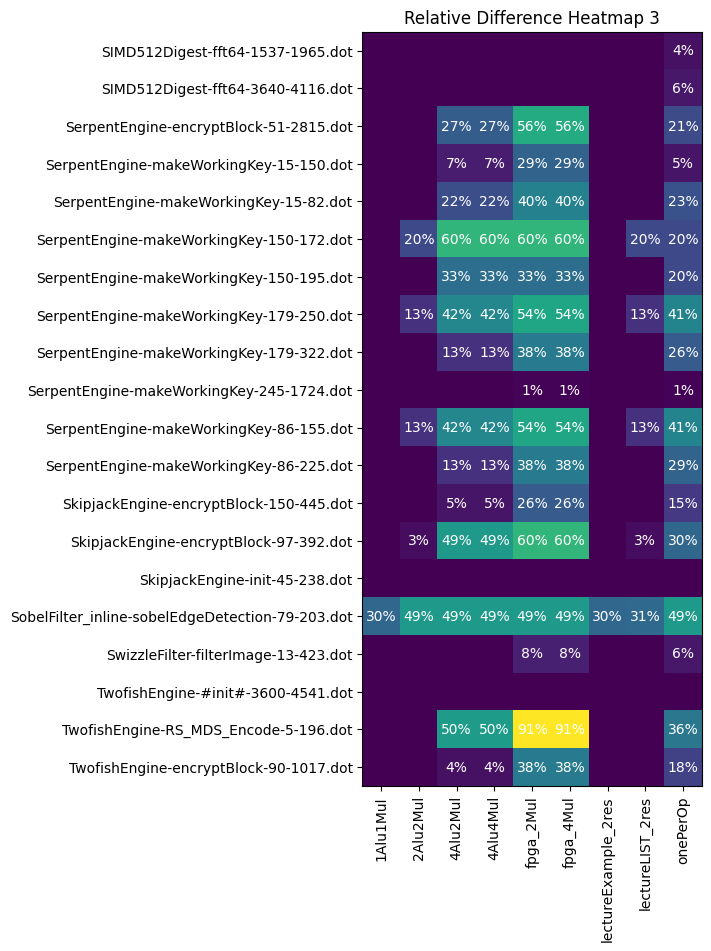 Relative Difference Heatmap 3
SIMD512Digest-fft64-1537-1965.dot 4%
SIMD512Digest-fft64-3640-4116.dot 6%
SerpentEngine-encryptBlock-51-2815.dot 27% 27% 56% 56% 21%
SerpentEngine-makeWorkingKey-15-150.dot 7% 7% 29% 29% 5%
SerpentEngine-makeWorkingKey-15-82.dot 22% 22% 40% 40% 23%
SerpentEngine-makeWorkingKey-150-172.dot 20% 60% 60% 60% 60% 20% 20%
SerpentEngine-makeWorkingKey-150-195.dot 33% 33% 33% 33% 20%
SerpentEngine-makeWorkingKey-179-250.dot 13% 42% 42% 54% 54% 13% 41%
SerpentEngine-makeWorkingKey-179-322.dot 13% 13% 38% 38% 26%
SerpentEngine-makeWorkingKey-245-1724.dot 1% 1% 1%
SerpentEngine-makeWorkingKey-86-155.dot 13% 42% 42% 54% 54% 13% 41%
SerpentEngine-makeWorkingKey-86-225.dot 13% 13% 38% 38% 29%
SkipjackEngine-encryptBlock-150-445.dot 5% 5% 26% 26% 15%
SkipjackEngine-encryptBlock-97-392.dot 3% 49% 49% 60% 60% 3% 30%
SkipjackEngine-init-45-238.dot
SobelFilter_inline-sobelEdgeDetection-79-203.dot 30% 49% 49% 49% 49% 49% 30% 31% 49%
SwizzleFilter-filterImage-13-423.dot 8% 8% 6%
TwofishEngine-#init#-3600-4541.dot
TwofishEngine-RS_MDS_Encode-5-196.dot 50% 50% 91% 91% 36%
TwofishEngine-encryptBlock-90-1017.dot 4% 4% 38% 38% 18%
1Alu1Mul
2Alu2Mul
4Alu2Mul
4Alu4Mul
fpga_2Mul
fpga_4Mul
lectureExample_2res
lectureLIST_2res
onePerOp